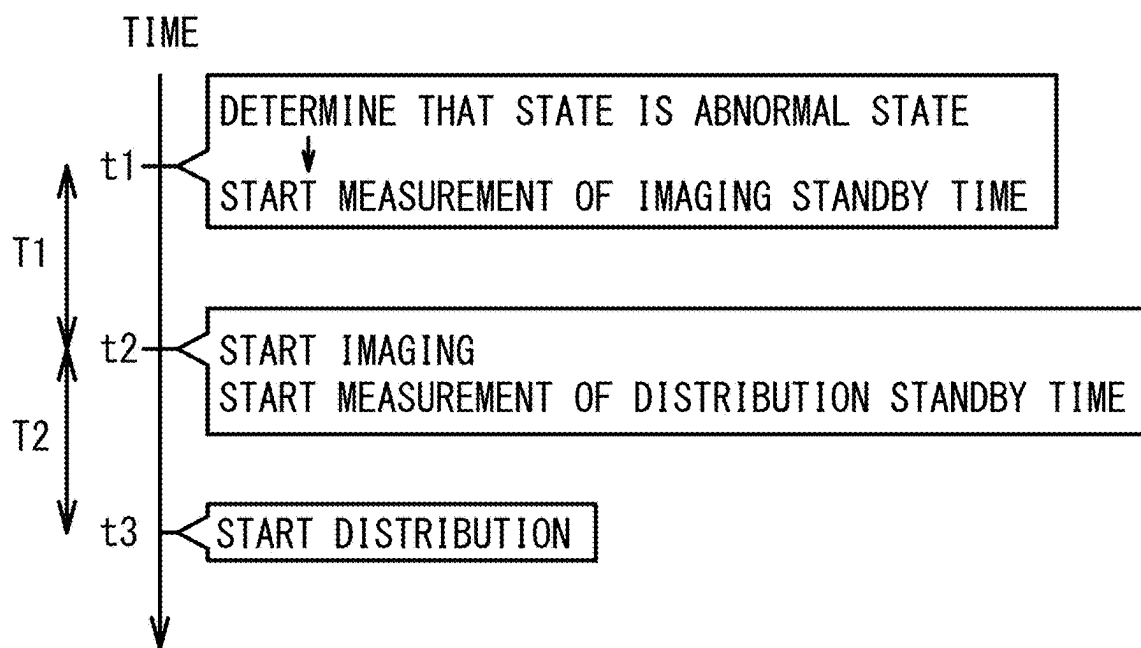 TIME
DETERMINE THAT STATE IS ABNORMAL STATE
t1
START MEASUREMENT OF IMAGING STANDBY TIME
T1
t2
START IMAGING
START MEASUREMENT OF DISTRIBUTION STANDBY TIME
T2
t3
START DISTRIBUTION